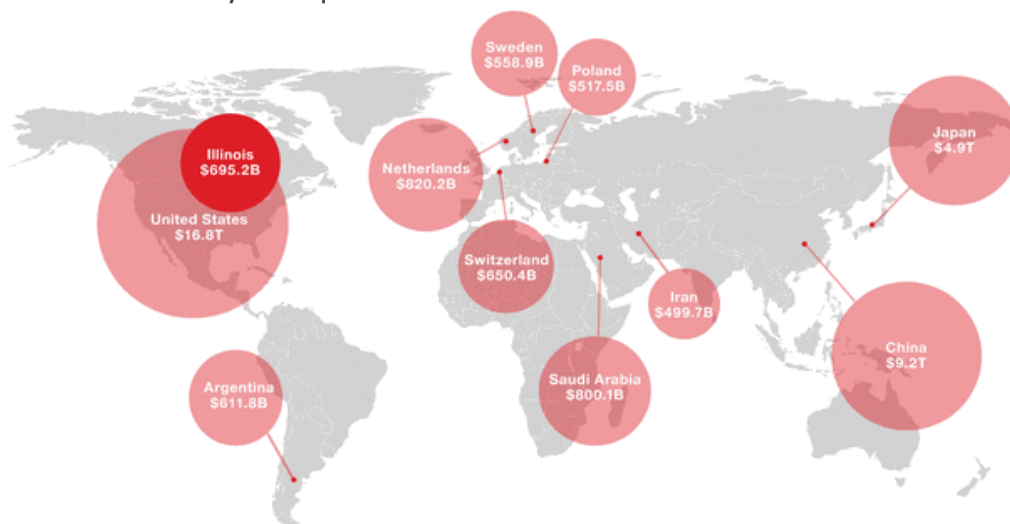 Sweden
$558.9B
Poland
$517.5B
Japan
$4.9T
Illinois
$695.2B
Netherlands
$820.2B
United States
$16.8T
Switzerland
$650.4B
Iran
$499.7B
China
$9.2T
Argentina
$611.8B
Saudi Arabia
$800.1B